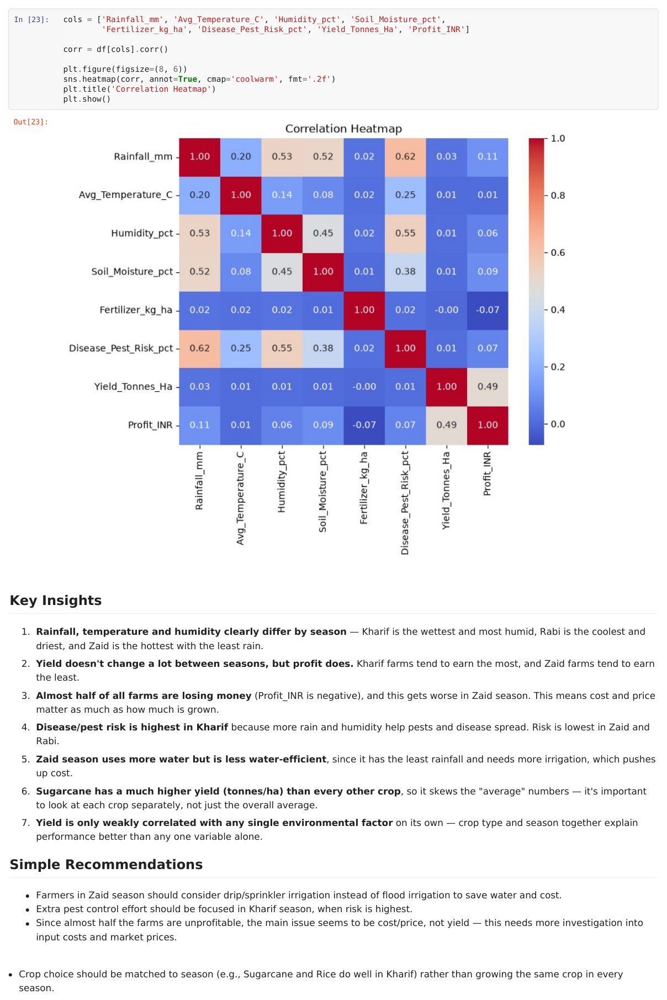 In [23]: cols = ['Rainfall_mm', 'Avg_Temperature_C', 'Humidity_pct', 'Soil_Moisture_pct',
'Fertilizer_kg_ha', 'Disease_Pest_Risk_pct', 'Yield_Tonnes_Ha', 'Profit_INR']
corr = df[cols].corr()
plt.figure(figsize=(8, 6))
sns.heatmap(corr, annot=True, cmap='coolwarm', fmt='.2f')
plt.title('Correlation Heatmap')
plt.show()
Out[23]:
Correlation Heatmap
Rainfall_mm 1.00 0.20 0.53 0.52 0.02 0.62 0.03 0.11
Avg_Temperature_C 0.20 1.00 0.14 0.08 0.02 0.25 0.01 0.01
Humidity_pct 0.53 0.14 1.00 0.45 0.02 0.55 0.01 0.06
Soil_Moisture_pct 0.52 0.08 0.45 1.00 0.01 0.38 0.01 0.09
Fertilizer_kg_ha 0.02 0.02 0.02 0.01 1.00 0.02 -0.00 -0.07
Disease_Pest_Risk_pct 0.62 0.25 0.55 0.38 0.02 1.00 0.01 0.07
Yield_Tonnes_Ha 0.03 0.01 0.01 0.01 -0.00 0.01 1.00 0.49
Profit_INR 0.11 0.01 0.06 0.09 -0.07 0.07 0.49 1.00
Rainfall_mm Avg_Temperature_C Humidity_pct Soil_Moisture_pct Fertilizer_kg_ha Disease_Pest_Risk_pct Yield_Tonnes_Ha Profit_INR
1.0
0.8
0.6
0.4
0.2
0.0
Key Insights
1. Rainfall, temperature and humidity clearly differ by season — Kharif is the wettest and most humid, Rabi is the coolest and
driest, and Zaid is the hottest with the least rain.
2. Yield doesn't change a lot between seasons, but profit does. Kharif farms tend to earn the most, and Zaid farms tend to earn
the least.
3. Almost half of all farms are losing money (Profit_INR is negative), and this gets worse in Zaid season. This means cost and price
matter as much as how much is grown.
4. Disease/pest risk is highest in Kharif because more rain and humidity help pests and disease spread. Risk is lowest in Zaid and
Rabi.
5. Zaid season uses more water but is less water-efficient, since it has the least rainfall and needs more irrigation, which pushes
up cost.
6. Sugarcane has a much higher yield (tonnes/ha) than every other crop, so it skews the "average" numbers — it's important
to look at each crop separately, not just the overall average.
7. Yield is only weakly correlated with any single environmental factor on its own — crop type and season together explain
performance better than any one variable alone.
Simple Recommendations
• Farmers in Zaid season should consider drip/sprinkler irrigation instead of flood irrigation to save water and cost.
• Extra pest control effort should be focused in Kharif season, when risk is highest.
• Since almost half the farms are unprofitable, the main issue seems to be cost/price, not yield — this needs more investigation into
input costs and market prices.
• Crop choice should be matched to season (e.g., Sugarcane and Rice do well in Kharif) rather than growing the same crop in every
season.